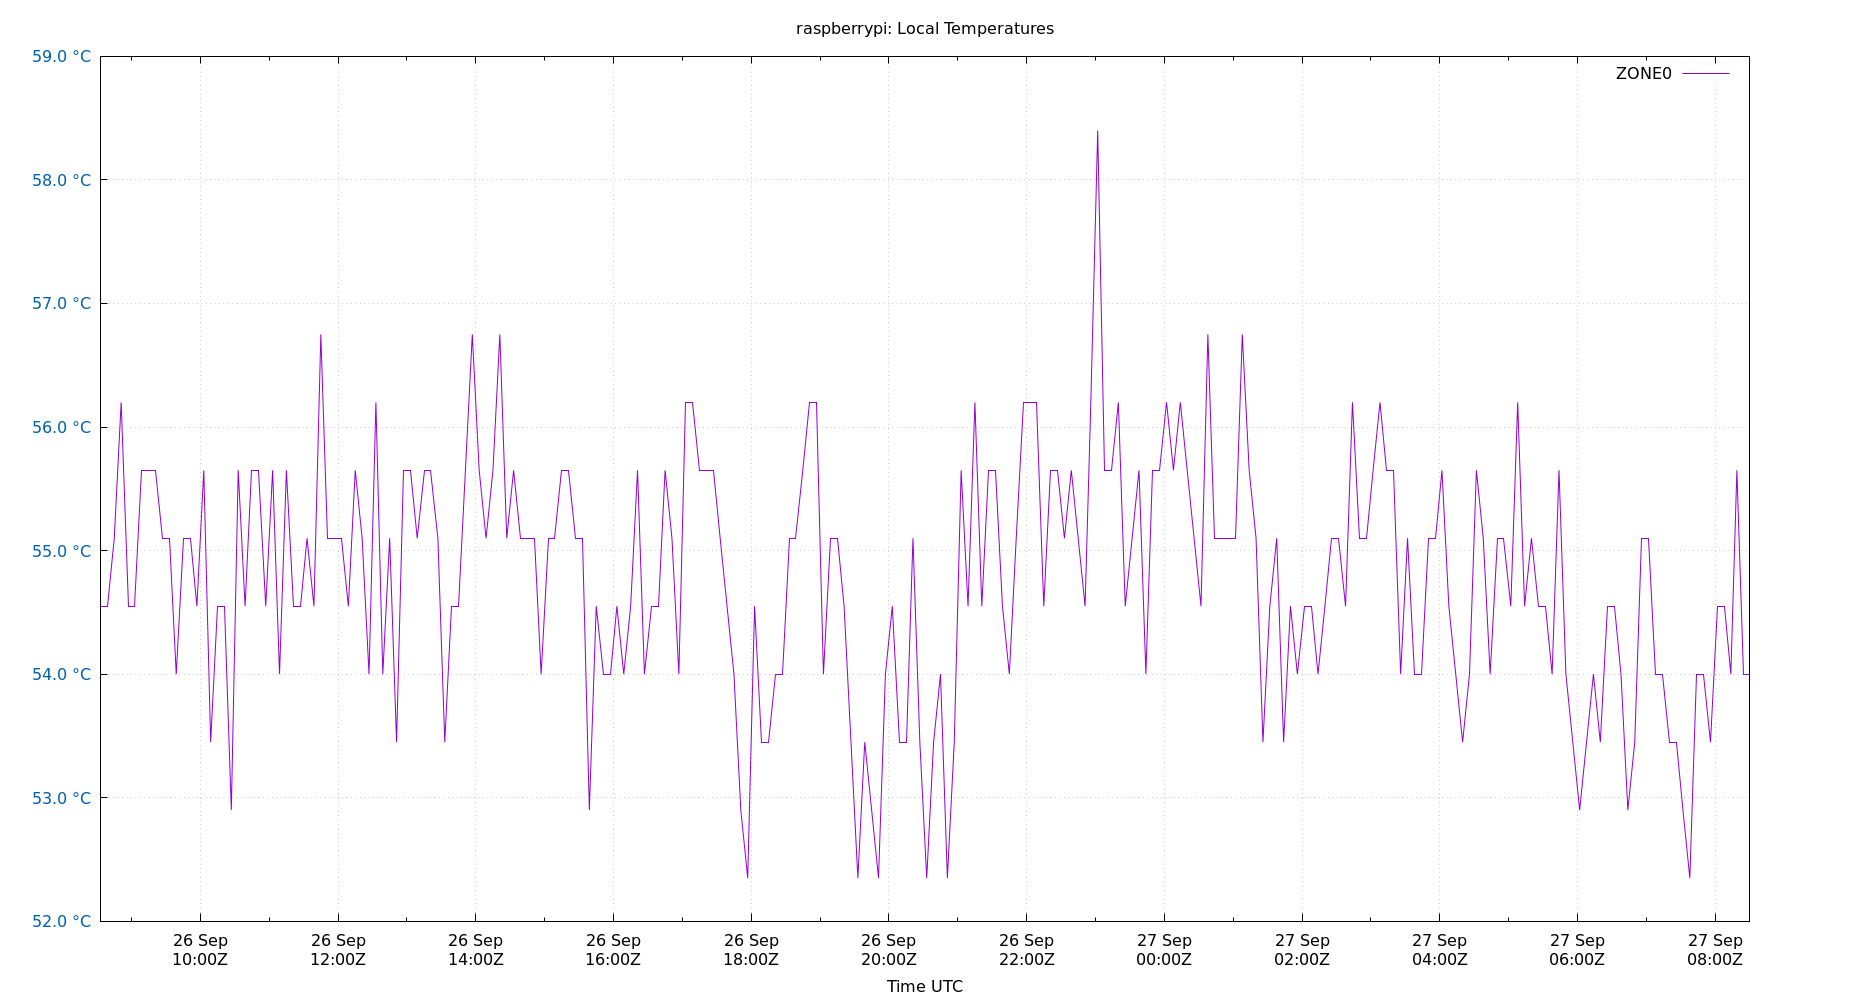 raspberrypi: Local Temperatures
ZONE0
59.0 °C
58.0 °C
57.0 °C
56.0 °C
55.0 °C
54.0 °C
53.0 °C
52.0 °C
26 Sep 26 Sep 26 Sep 26 Sep 26 Sep 26 Sep 26 Sep 27 Sep 27 Sep 27 Sep 27 Sep 27 Sep
10:00Z 12:00Z 14:00Z 16:00Z 18:00Z 20:00Z 22:00Z 00:00Z 02:00Z 04:00Z 06:00Z 08:00Z
Time UTC